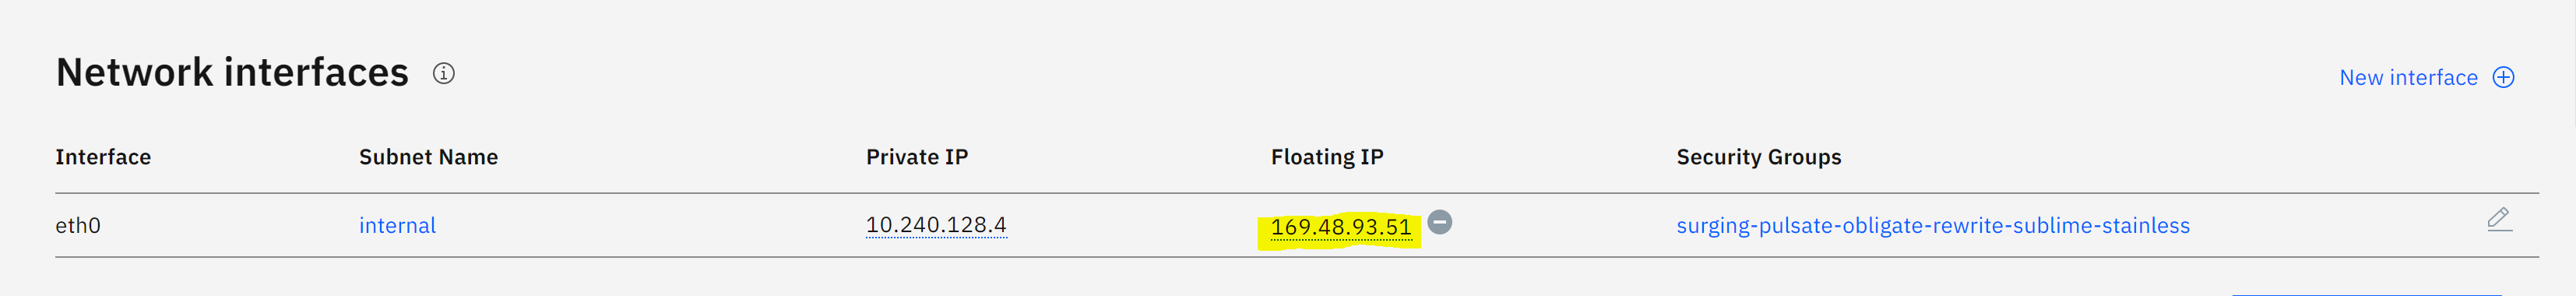 Network interfaces
New interface
Interface Subnet Name Private IP Floating IP Security Groups
eth0 internal 10.240.128.4 169.48.93.51 surging-pulsate-obligate-rewrite-sublime-stainless